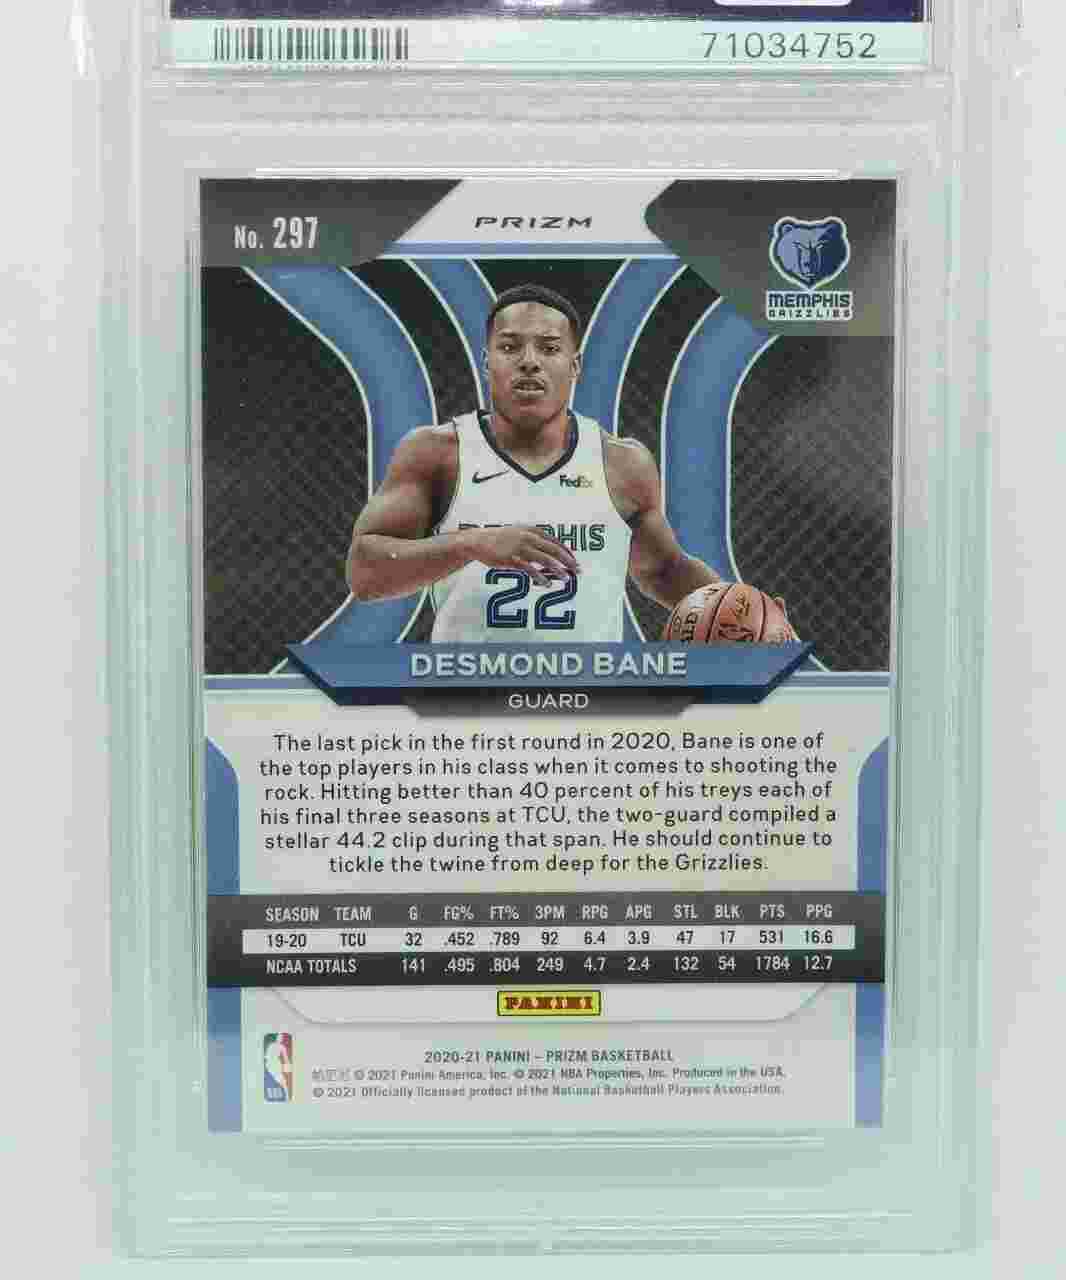 71034752
No. 297
PRIZM
MEMPHIS
GRIZZLIES
FedEx
MEMPHIS
22
DESMOND BANE
GUARD
The last pick in the first round in 2020, Bane is one of
the top players in his class when it comes to shooting the
rock. Hitting better than 40 percent of his treys each of
his final three seasons at TCU, the two-guard compiled a
stellar 44.2 clip during that span. He should continue to
tickle the twine from deep for the Grizzlies.
SEASON TEAM G FG% FT% 3PM RPG APG STL BLK PTS PPG
19-20 TCU 32 .452 .789 92 6.4 3.9 47 17 531 16.6
NCAA TOTALS 141 .495 .804 249 4.7 2.4 132 54 1784 12.7
PANINI
2020-21 PANINI – PRIZM BASKETBALL
© 2021 Panini America, Inc. © 2021 NBA Properties, Inc. Produced in the USA.
© 2021 Officially licensed product of the National Basketball Players Association.